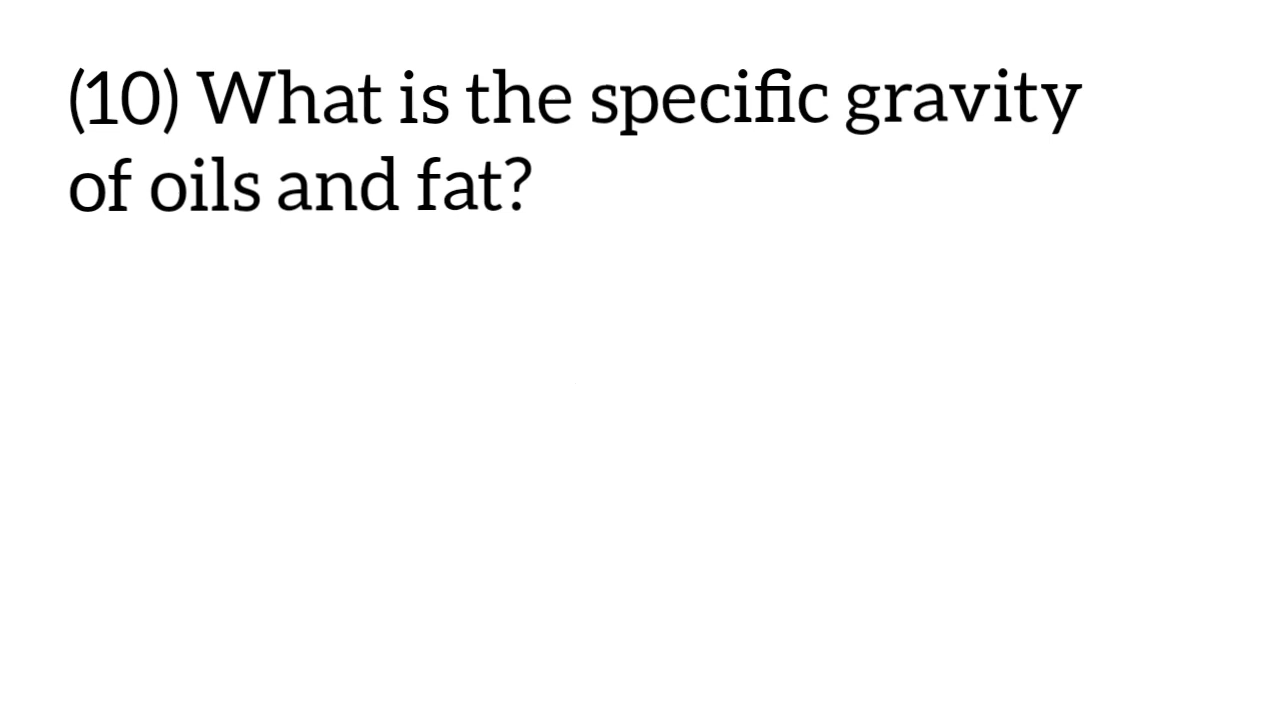 (10) What is the specific gravity
of oils and fat?